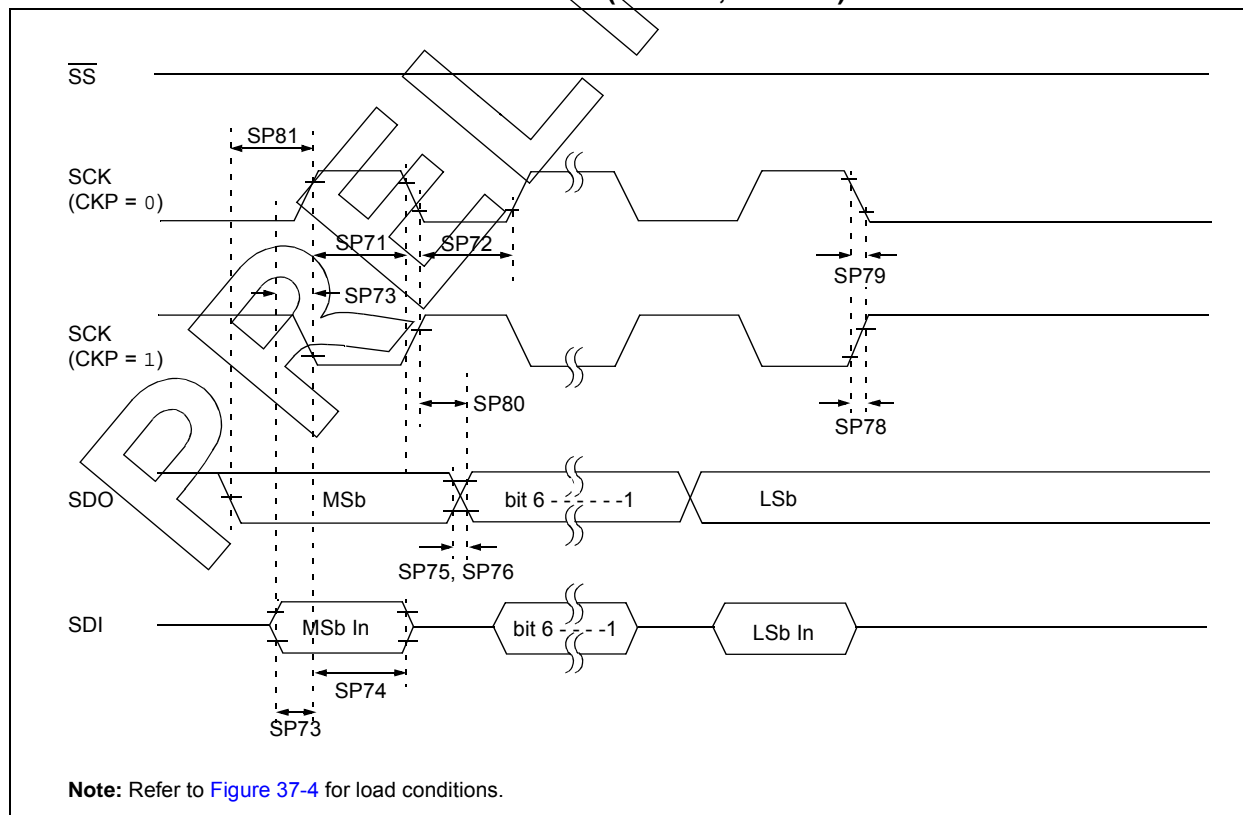 SS
SP81
SCK
(CKP = 0)
SP71
SP72
SP79
SP73
SCK
(CKP = 1)
SP80
SP78
SDO
MSb
bit 6 - - - - - -1
LSb
SP75, SP76
SDI
MSb In
bit 6 - - - -1
LSb In
SP74
SP73
Note: Refer to Figure 37-4 for load conditions.